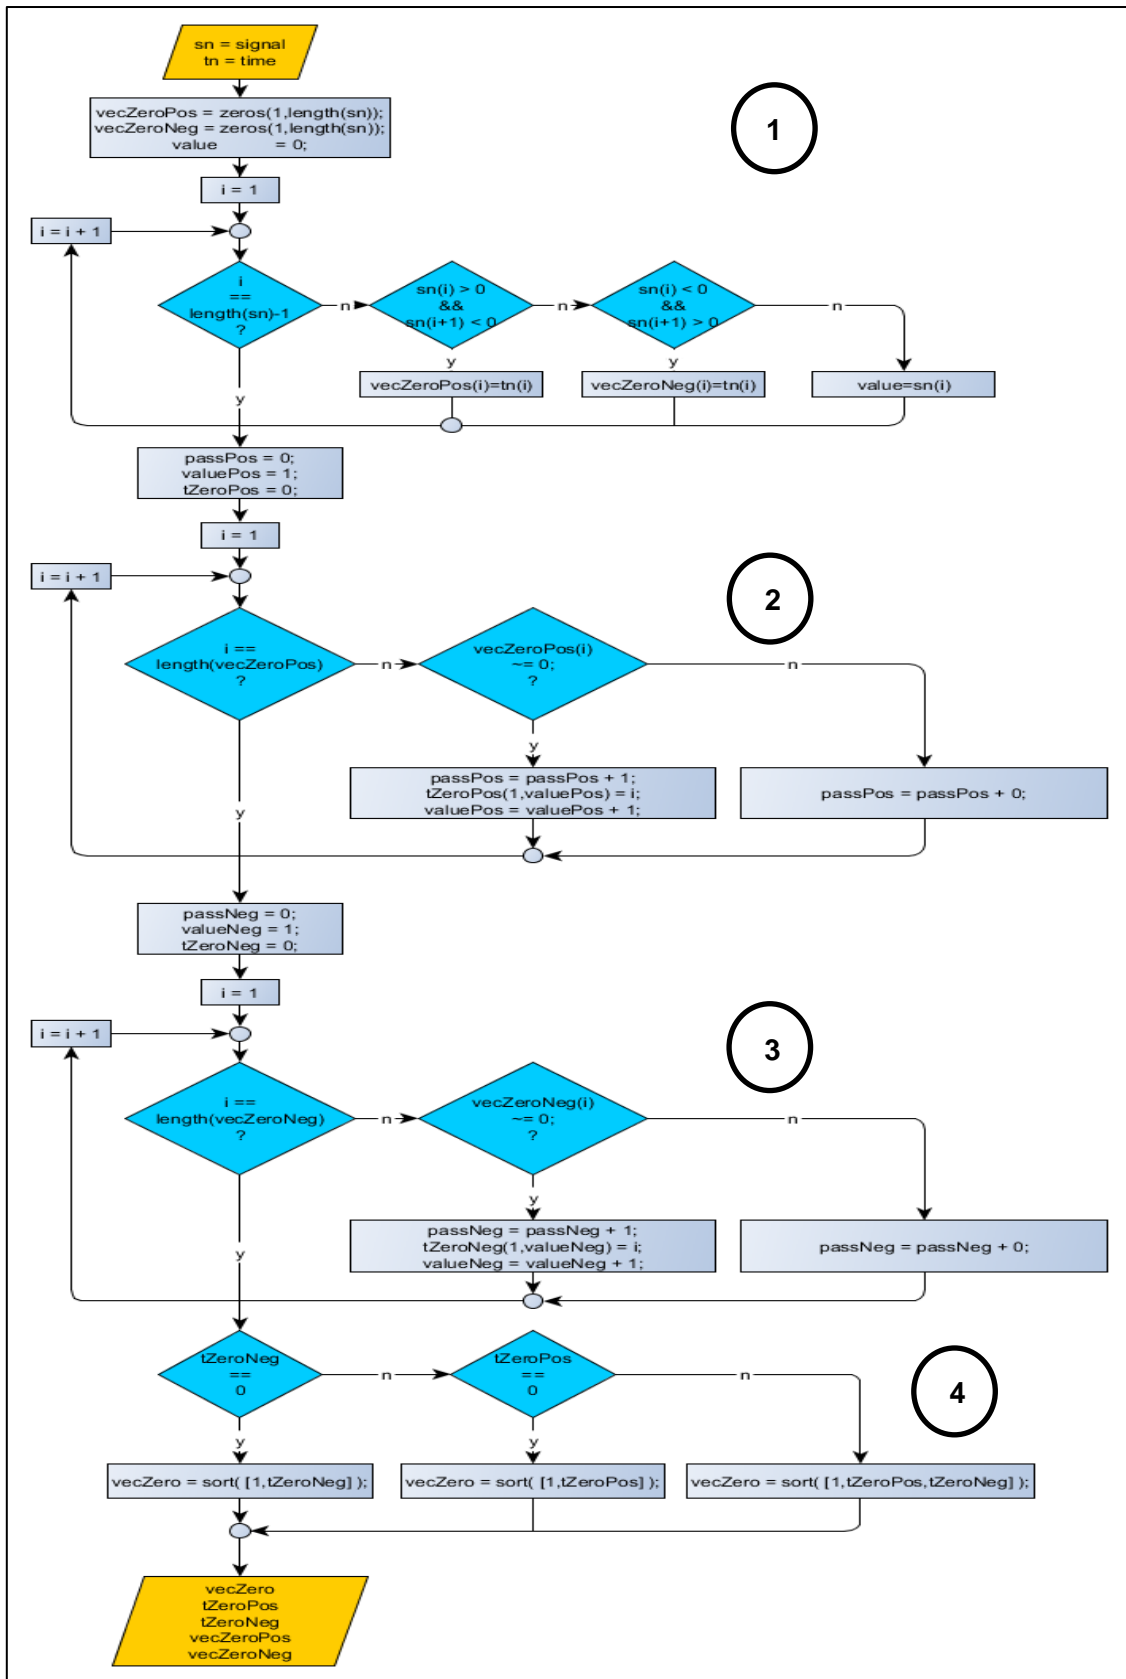 sn = signal
tn = time
vecZeroPos = zeros(1,length(sn));
vecZeroNeg = zeros(1,length(sn));
value = 0;
1
i = 1
i = i + 1
i
==
length(sn)-1
?
n
sn(i) > 0
&&
sn(i+1) < 0
n
sn(i) < 0
&&
sn(i+1) > 0
n
y
y
vecZeroPos(i)=tn(i)
vecZeroNeg(i)=tn(i)
value=sn(i)
y
passPos = 0;
valuePos = 1;
tZeroPos = 0;
i = 1
i = i + 1
2
i ==
length(vecZeroPos)
?
n
vecZeroPos(i)
~= 0;
?
n
y
passPos = passPos + 1;
tZeroPos(1,valuePos) = i;
valuePos = valuePos + 1;
passPos = passPos + 0;
y
passNeg = 0;
valueNeg = 1;
tZeroNeg = 0;
i = 1
i = i + 1
3
i ==
length(vecZeroNeg)
?
n
vecZeroNeg(i)
~= 0;
?
n
y
passNeg = passNeg + 1;
tZeroNeg(1,valueNeg) = i;
valueNeg = valueNeg + 1;
passNeg = passNeg + 0;
y
tZeroNeg
==
0
n
tZeroPos
==
0
n
4
y
y
vecZero = sort( [1,tZeroNeg] );
vecZero = sort( [1,tZeroPos] );
vecZero = sort( [1,tZeroPos,tZeroNeg] );
vecZero
tZeroPos
tZeroNeg
vecZeroPos
vecZeroNeg